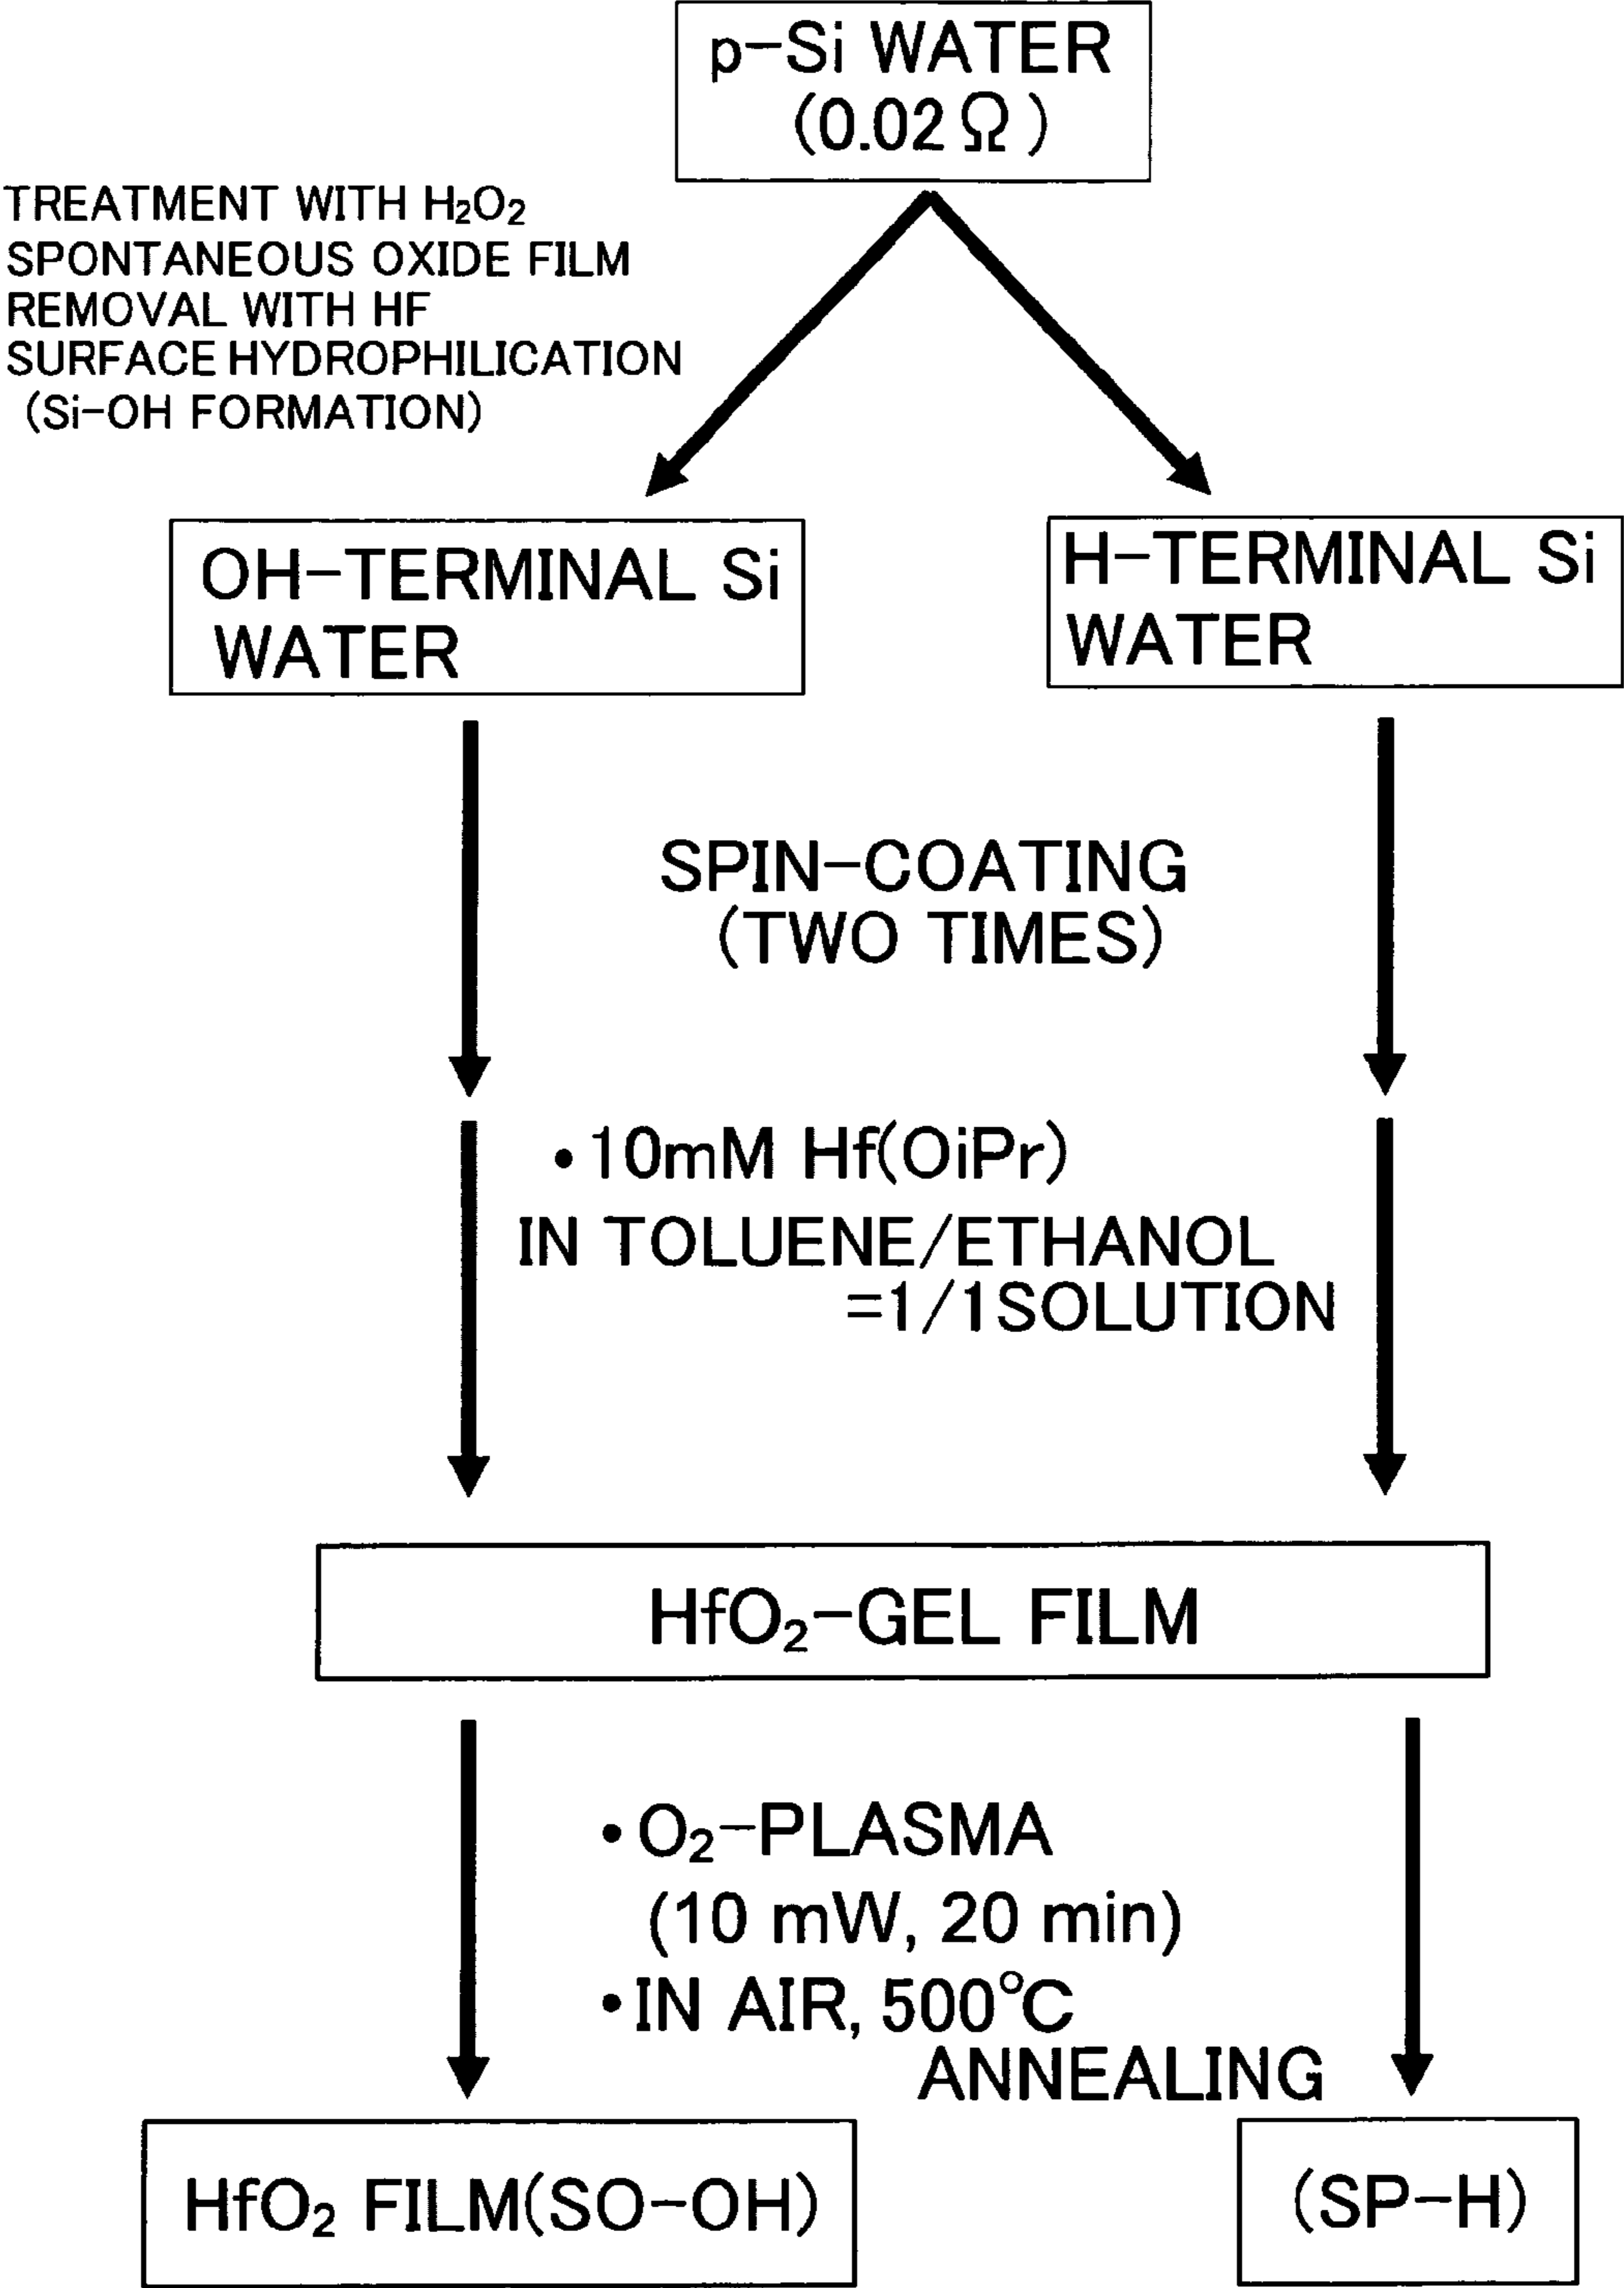 p-Si WATER
(0.02Ω)
TREATMENT WITH H₂O₂
SPONTANEOUS OXIDE FILM
REMOVAL WITH HF
SURFACE HYDROPHILICATION
(Si-OH FORMATION)
OH-TERMINAL Si
WATER
H-TERMINAL Si
WATER
SPIN-COATING
(TWO TIMES)
•10mM Hf(OiPr)
IN TOLUENE/ETHANOL
=1/1SOLUTION
HfO₂-GEL FILM
•O₂-PLASMA
(10 mW, 20 min)
•IN AIR, 500℃
ANNEALING
HfO₂ FILM(SO-OH)
(SP-H)